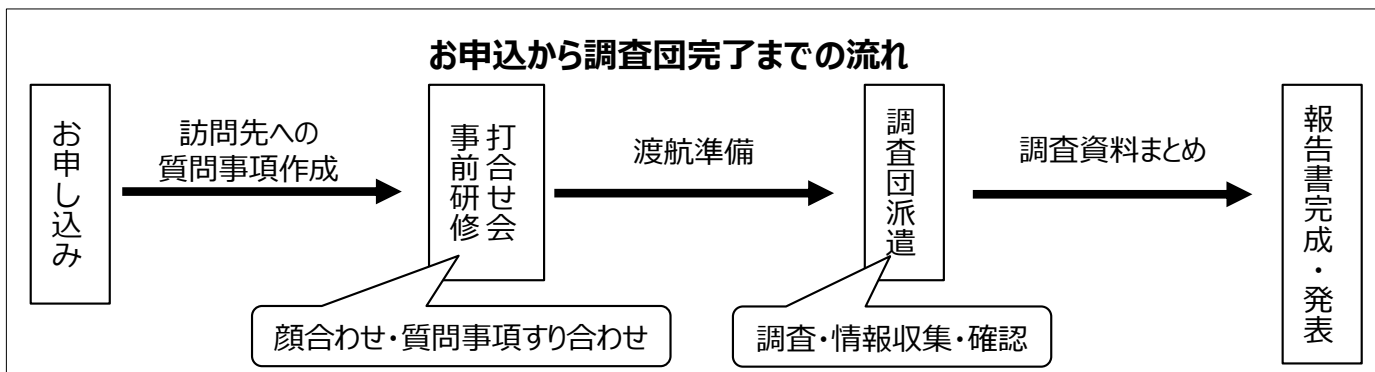 お申込から調査団完了までの流れ
お申し込み
訪問先への
質問事項作成
打合せ会
事前研修
顔合わせ・質問事項すり合わせ
渡航準備
調査団派遣
調査・情報収集・確認
調査資料まとめ
報告書完成・発表